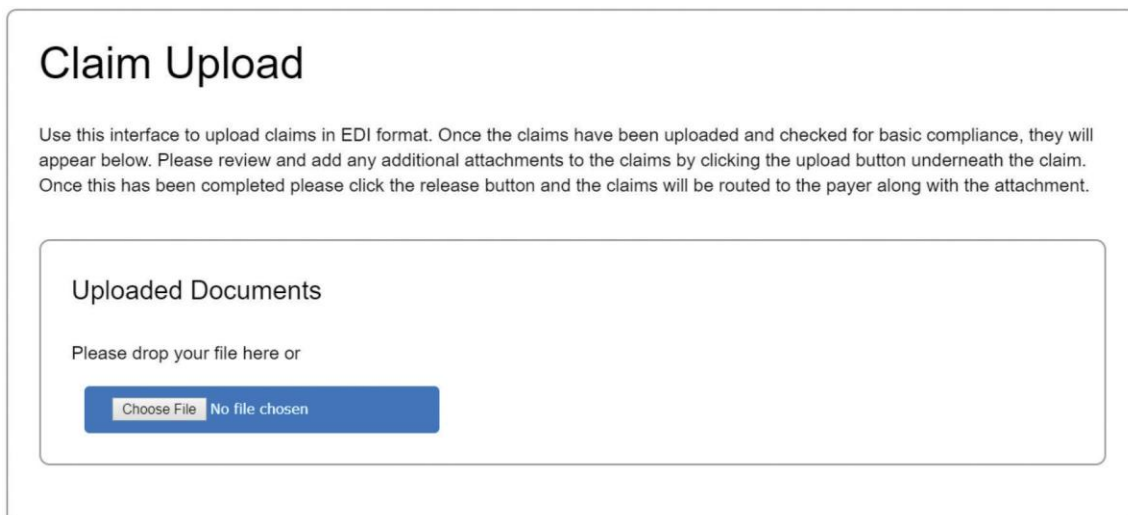 Claim Upload
Use this interface to upload claims in EDI format. Once the claims have been uploaded and checked for basic compliance, they will
appear below. Please review and add any additional attachments to the claims by clicking the upload button underneath the claim.
Once this has been completed please click the release button and the claims will be routed to the payer along with the attachment.
Uploaded Documents
Please drop your file here or
Choose File No file chosen